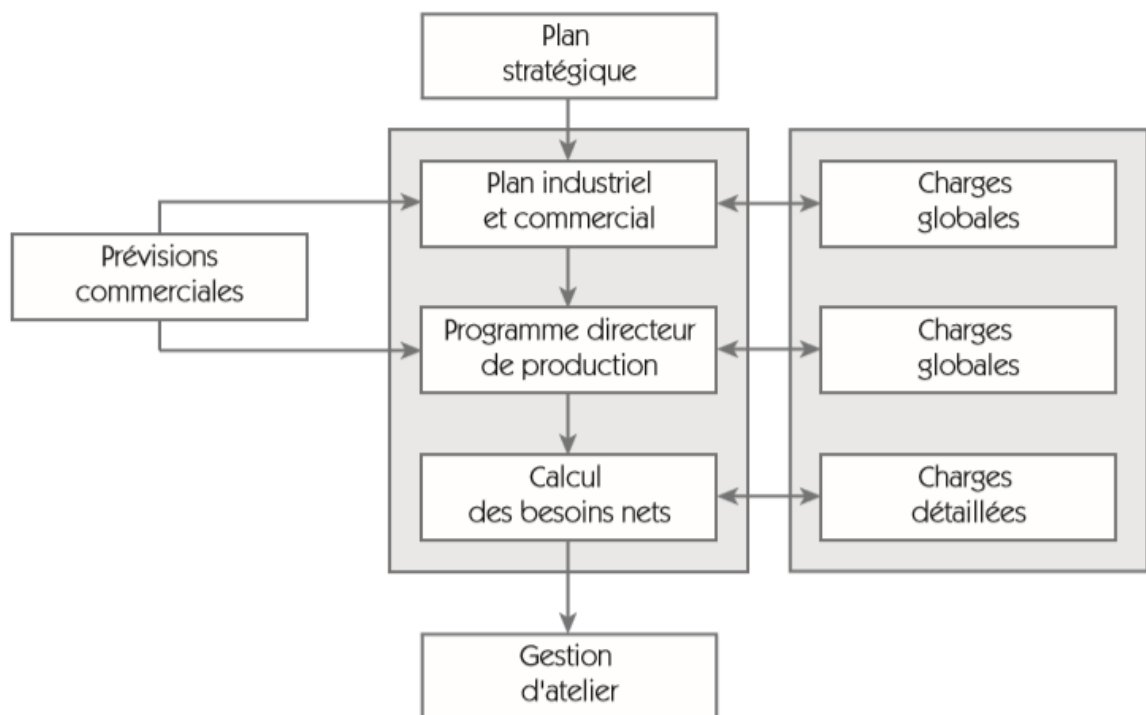 Plan
stratégique
Plan industriel
et commercial
Charges
globales
Prévisions
commerciales
Programme directeur
de production
Charges
globales
Calcul
des besoins nets
Charges
détaillées
Gestion
d'atelier